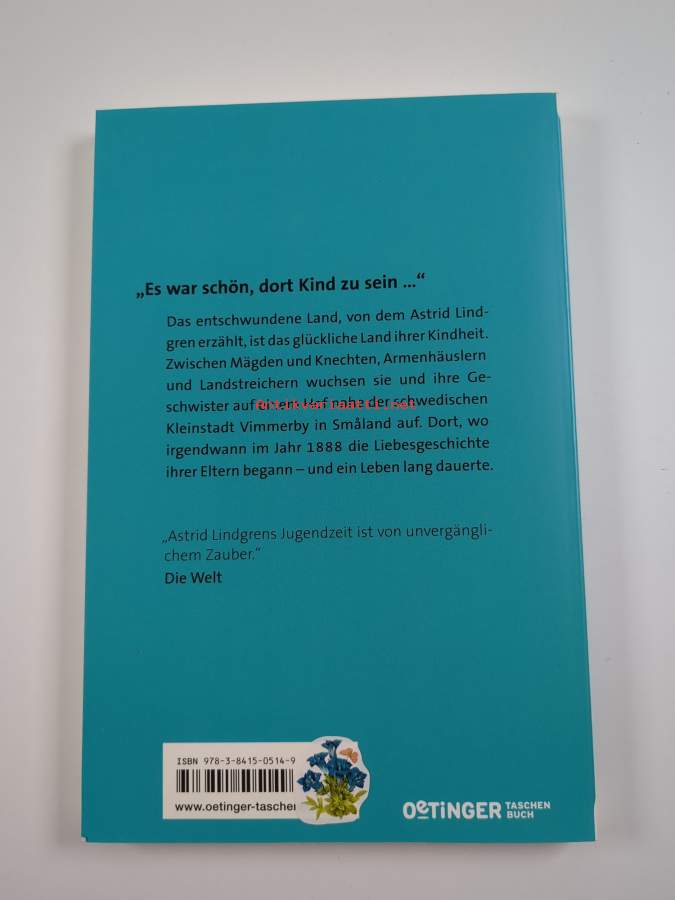 „Es war schön, dort Kind zu sein ...“
Das entschwundene Land, von dem Astrid Lind-
gren erzählt, ist das glückliche Land ihrer Kindheit.
Zwischen Mägden und Knechten, Armenhäuslern
und Landstreichern wuchsen sie und ihre Ge-
schwister auf einem Hof nahe der schwedischen
antikvariaatti.net
Kleinstadt Vimmerby in Småland auf. Dort, wo
irgendwann im Jahr 1888 die Liebesgeschichte
ihrer Eltern begann – und ein Leben lang dauerte.
„Astrid Lindgrens Jugendzeit ist von unvergängli-
chem Zauber.“
Die Welt
ISBN 978-3-8415-0514-9
www.oetinger-tascher
OETINGER TASCHEN
BUCH